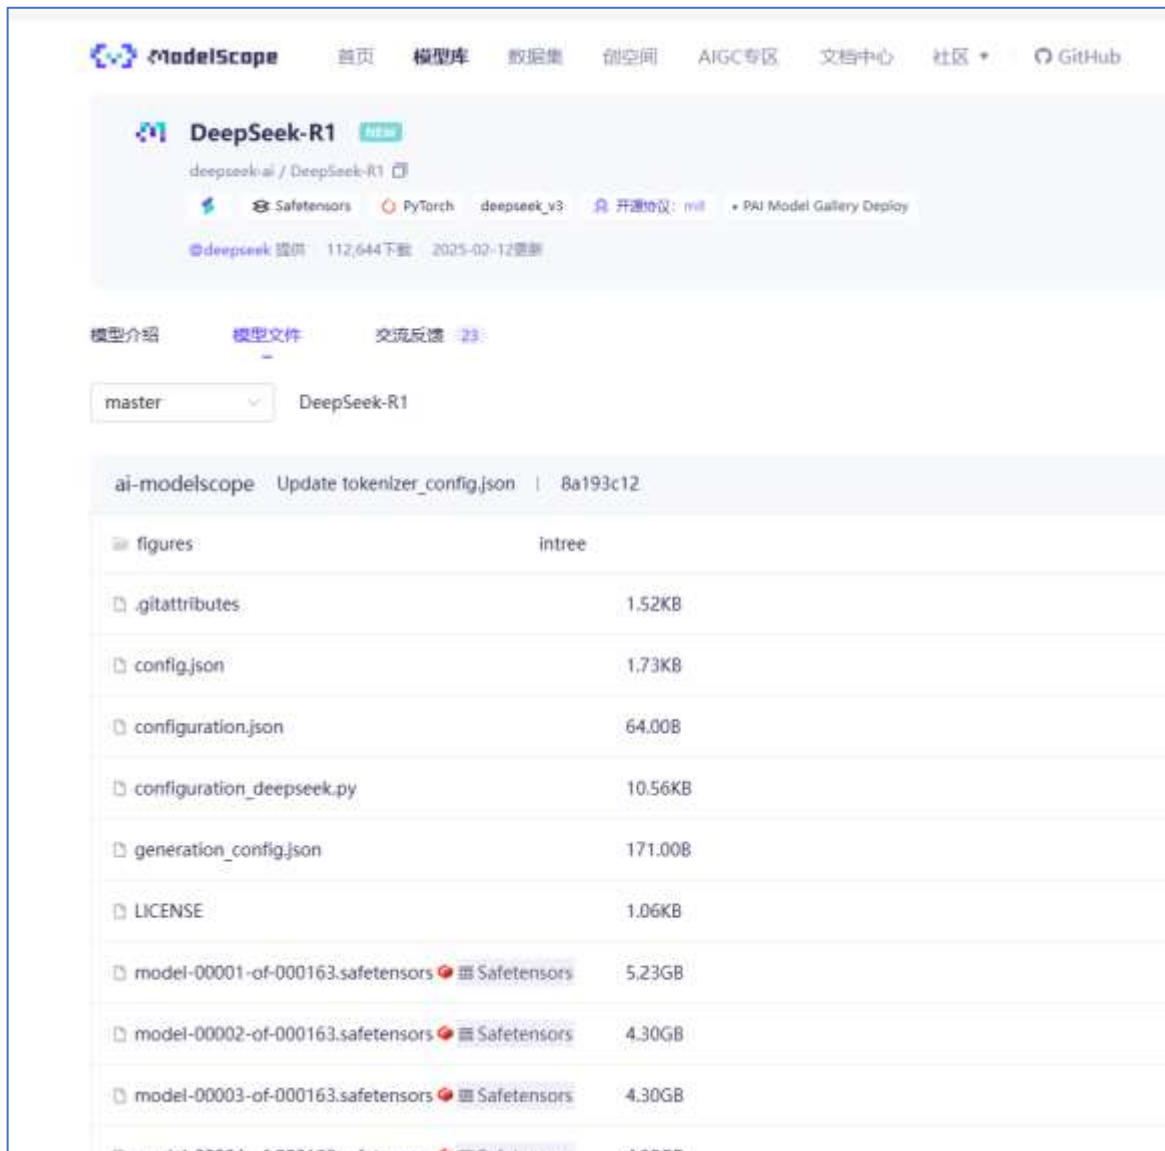 ModelScope 首页 模型库 数据集 创空间 AIGC专区 文档中心 社区 GitHub
DeepSeek-R1 NEW
deepseek-ai / DeepSeek-R1
Safetensors PyTorch deepseek_v3 开源协议: mit PAI Model Gallery Deploy
@deepseek 提供 112,644下载 2025-02-12更新
模型介绍 模型文件 交流反馈 23
master DeepSeek-R1
ai-modelscope Update tokenizer_config.json | 8a193c12
figures intree
.gitattributes 1.52KB
config.json 1.73KB
configuration.json 64.00B
configuration_deepseek.py 10.56KB
generation_config.json 171.00B
LICENSE 1.06KB
model-00001-of-000163.safetensors Safetensors 5.23GB
model-00002-of-000163.safetensors Safetensors 4.30GB
model-00003-of-000163.safetensors Safetensors 4.30GB